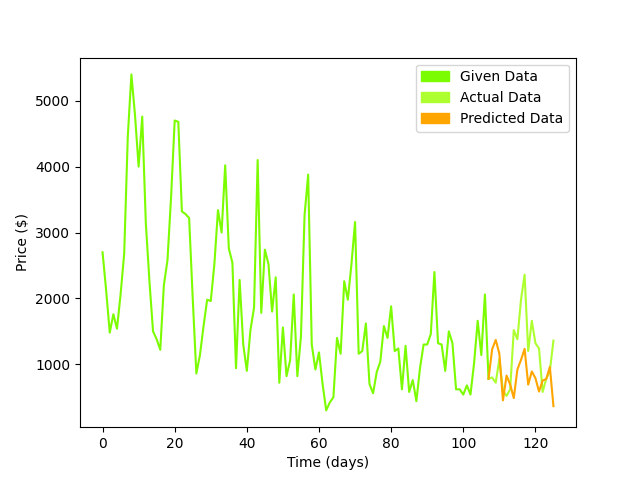 Given Data
Actual Data
Predicted Data
5000
4000
3000
2000
1000
Price ($)
0 20 40 60 80 100 120
Time (days)